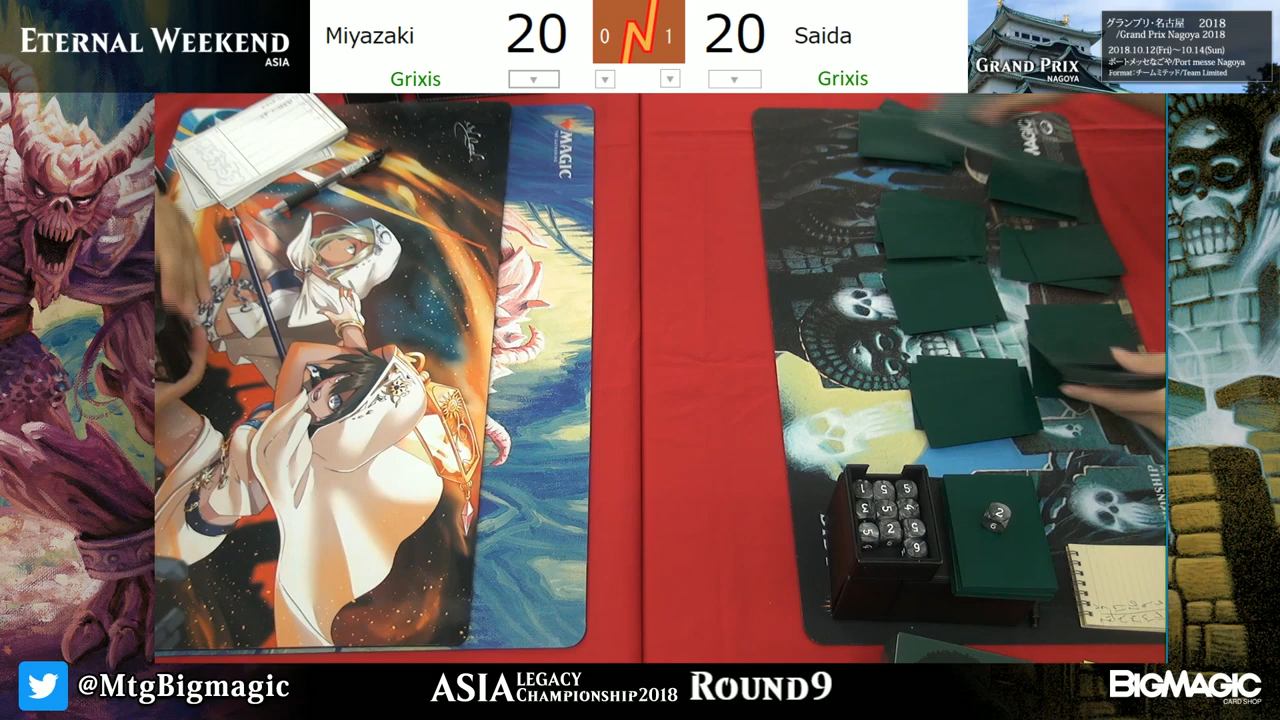 ETERNAL WEEKEND
ASIA
Miyazaki
20
0
1
20
Saida
Grixis
Grixis
GRAND PRIX
NAGOYA
グランプリ・名古屋 2018
/Grand Prix Nagoya 2018
2018.10.12(Fri)～10.14(Sun)
ポートメッセなごや/Port messe Nagoya
Format:チームリミテッド/Team Limited
MAGIC
MAGIC
@MtgBigmagic
ASIA LEGACY CHAMPIONSHIP2018 ROUND9
BIGMAGIC
CARD SHOP